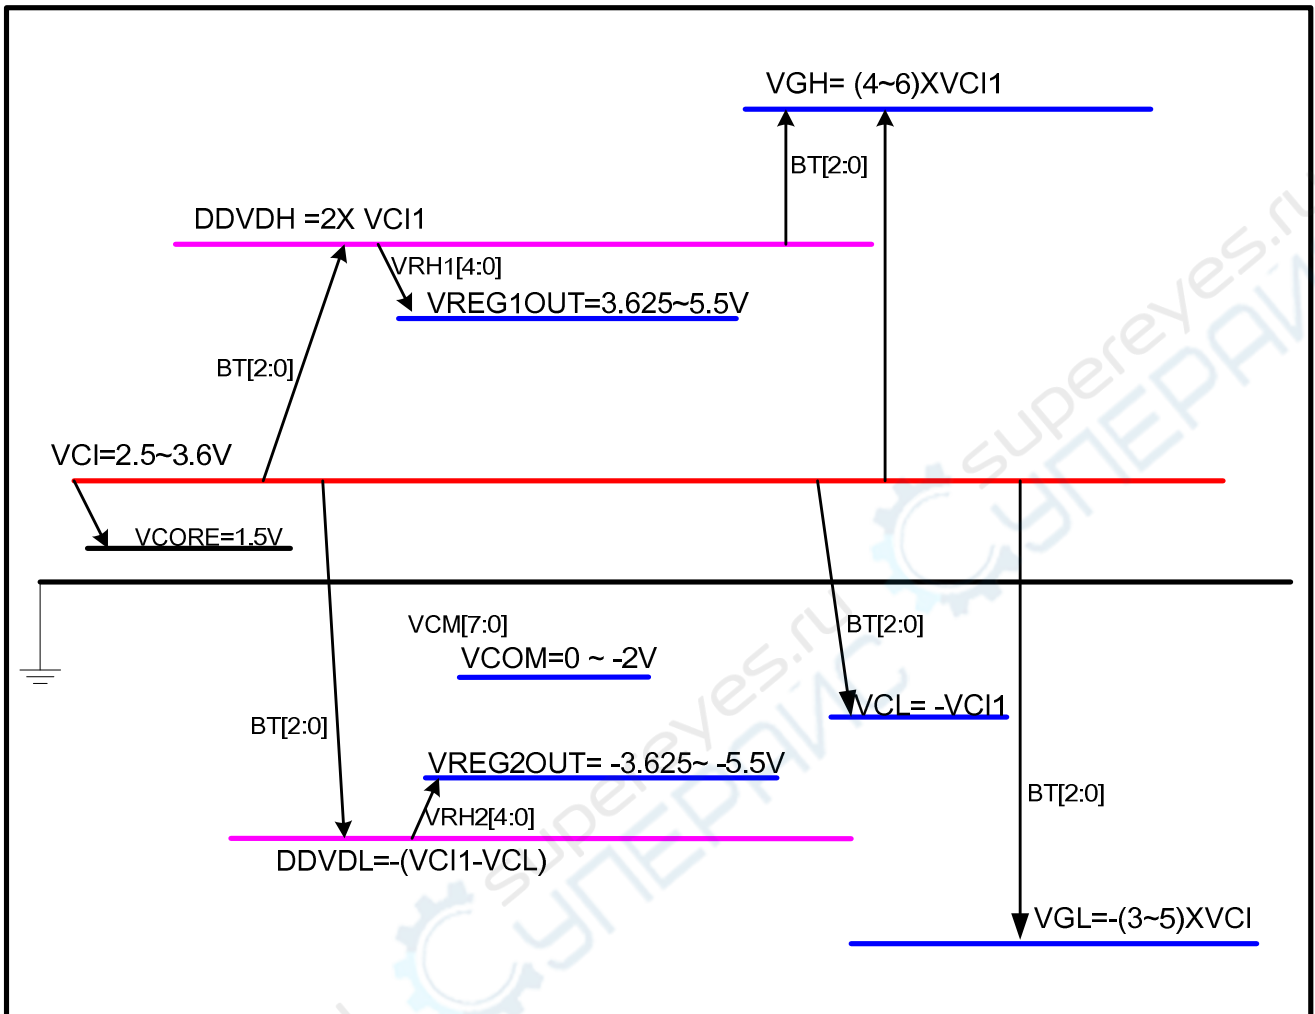 VGH= (4~6)XVCI1
BT[2:0]
DDVDH =2X VCI1
VRH1[4:0]
VREG1OUT=3.625~5.5V
BT[2:0]
VCI=2.5~3.6V
VCORE=1.5V
VCM[7:0]
VCOM=0 ~ -2V
BT[2:0]
VCL= -VCI1
BT[2:0]
VREG2OUT= -3.625~ -5.5V
BT[2:0]
VRH2[4:0]
DDVDL=-(VCI1-VCL)
VGL=-(3~5)XVCI
supereyes.ru
СУПЕРАЙС
supereyes.ru
СУПЕРАЙС